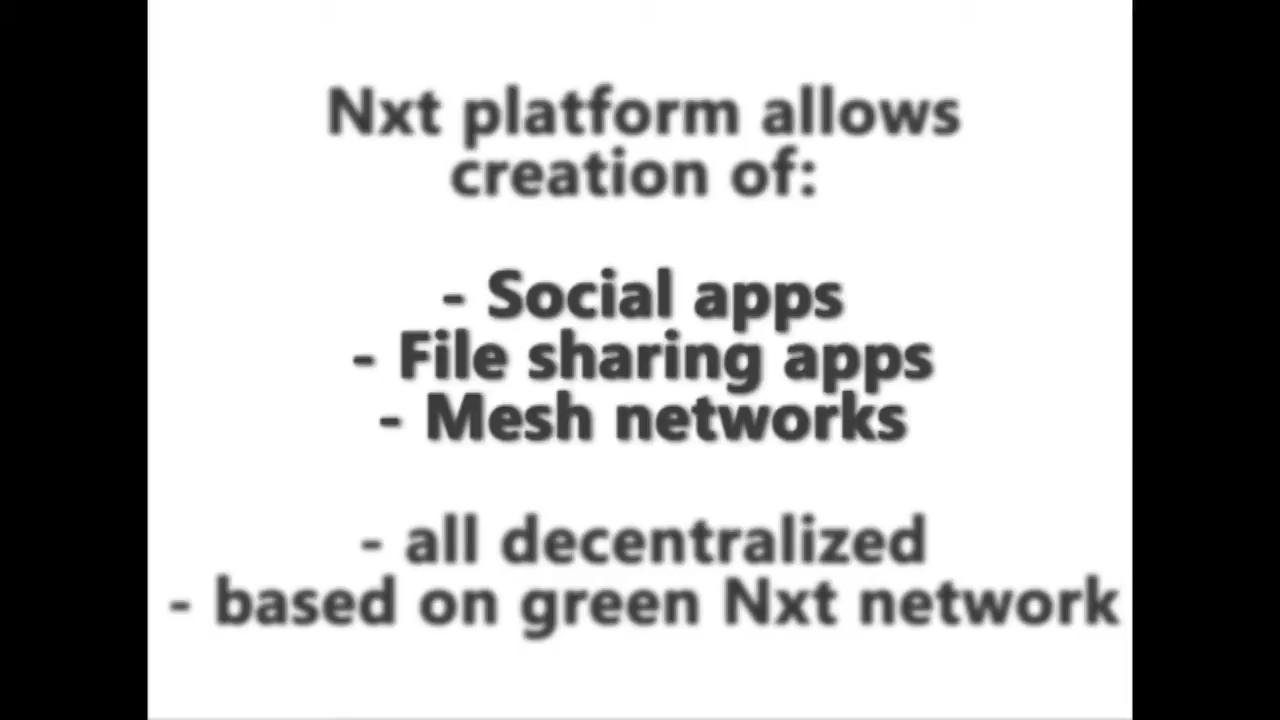 Nxt platform allows
creation of:
- Social apps
- File sharing apps
- Mesh networks
- all decentralized
- based on green Nxt network